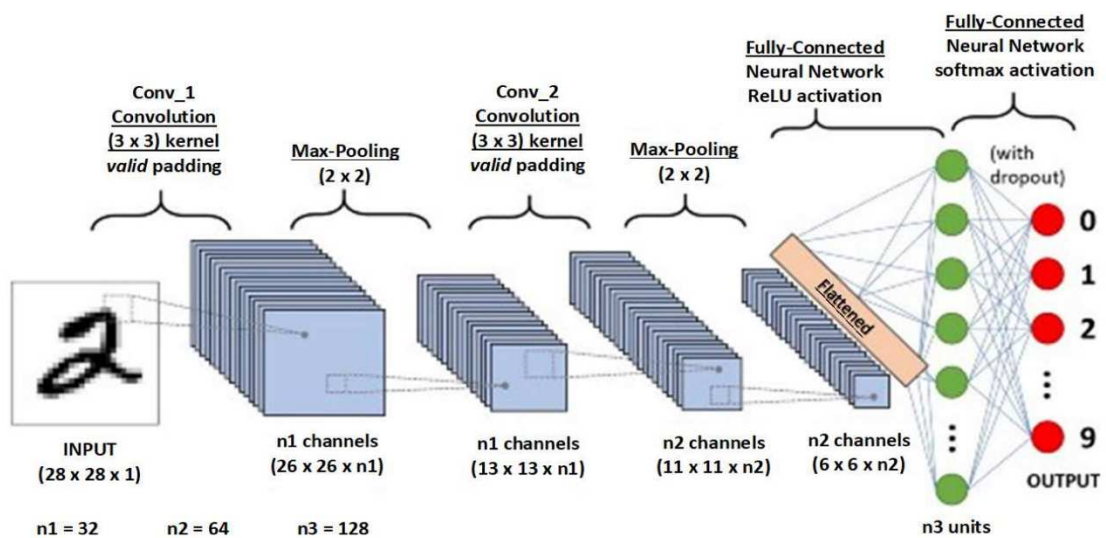 Fully-Connected
Neural Network
softmax activation
Fully-Connected
Neural Network
ReLU activation
Conv_1
Convolution
(3 x 3) kernel
valid padding
Max-Pooling
(2 x 2)
Conv_2
Convolution
(3 x 3) kernel
valid padding
Max-Pooling
(2 x 2)
(with
dropout)
0
1
2
...
9
OUTPUT
2
Flattened
...
INPUT
(28 x 28 x 1)
n1 channels
(26 x 26 x n1)
n1 channels
(13 x 13 x n1)
n2 channels
(11 x 11 x n2)
n2 channels
(6 x 6 x n2)
n3 units
n1 = 32
n2 = 64
n3 = 128